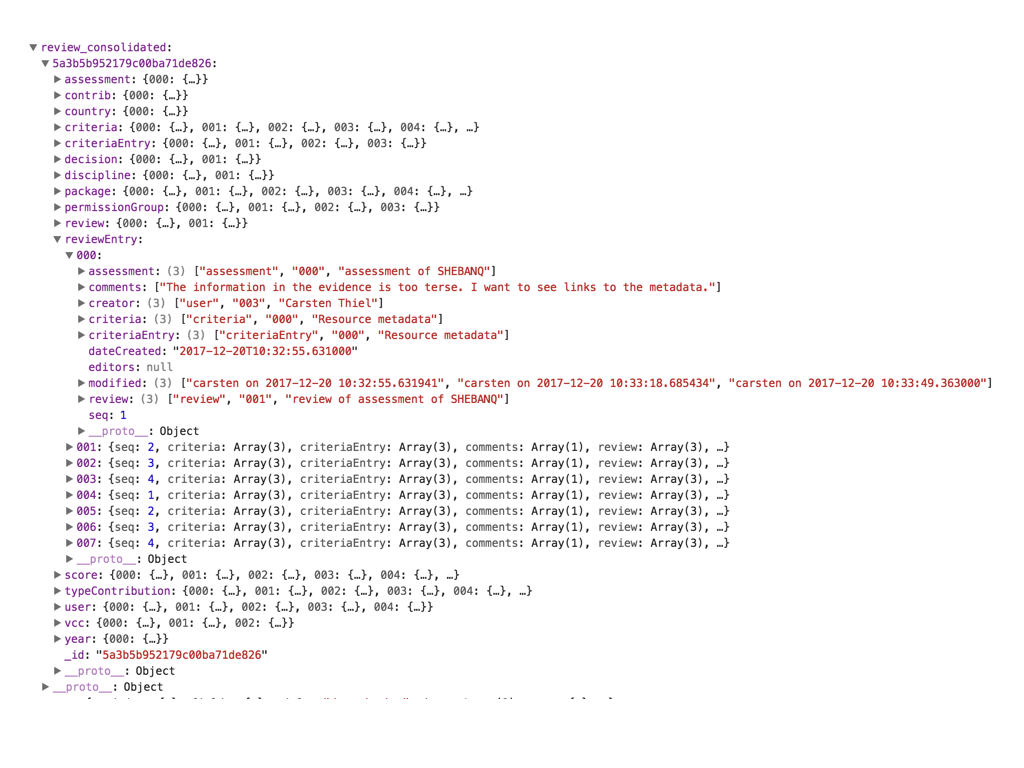 ▼ review_consolidated:
▼ 5a3b5b952179c00ba71de826:
▶ assessment: {000: {…}}
▶ contrib: {000: {…}}
▶ country: {000: {…}}
▶ criteria: {000: {…}, 001: {…}, 002: {…}, 003: {…}, 004: {…}, …}
▶ criteriaEntry: {000: {…}, 001: {…}, 002: {…}, 003: {…}}
▶ decision: {000: {…}, 001: {…}}
▶ discipline: {000: {…}, 001: {…}}
▶ package: {000: {…}, 001: {…}, 002: {…}, 003: {…}, 004: {…}, …}
▶ permissionGroup: {000: {…}, 001: {…}, 002: {…}, 003: {…}}
▶ review: {000: {…}, 001: {…}}
▼ reviewEntry:
▼ 000:
▶ assessment: (3) ["assessment", "000", "assessment of SHEBANQ"]
▶ comments: ["The information in the evidence is too terse. I want to see links to the metadata."]
▶ creator: (3) ["user", "003", "Carsten Thiel"]
▶ criteria: (3) ["criteria", "000", "Resource metadata"]
▶ criteriaEntry: (3) ["criteriaEntry", "000", "Resource metadata"]
dateCreated: "2017-12-20T10:32:55.631000"
editors: null
▶ modified: (3) ["carsten on 2017-12-20 10:32:55.631941", "carsten on 2017-12-20 10:33:18.685434", "carsten on 2017-12-20 10:33:49.363000"]
▶ review: (3) ["review", "001", "review of assessment of SHEBANQ"]
seq: 1
▶ __proto__: Object
▶ 001: {seq: 2, criteria: Array(3), criteriaEntry: Array(3), comments: Array(1), review: Array(3), …}
▶ 002: {seq: 3, criteria: Array(3), criteriaEntry: Array(3), comments: Array(1), review: Array(3), …}
▶ 003: {seq: 4, criteria: Array(3), criteriaEntry: Array(3), comments: Array(1), review: Array(3), …}
▶ 004: {seq: 1, criteria: Array(3), criteriaEntry: Array(3), comments: Array(1), review: Array(3), …}
▶ 005: {seq: 2, criteria: Array(3), criteriaEntry: Array(3), comments: Array(1), review: Array(3), …}
▶ 006: {seq: 3, criteria: Array(3), criteriaEntry: Array(3), comments: Array(1), review: Array(3), …}
▶ 007: {seq: 4, criteria: Array(3), criteriaEntry: Array(3), comments: Array(1), review: Array(3), …}
▶ __proto__: Object
▶ score: {000: {…}, 001: {…}, 002: {…}, 003: {…}, 004: {…}, …}
▶ typeContribution: {000: {…}, 001: {…}, 002: {…}, 003: {…}, 004: {…}, …}
▶ user: {000: {…}, 001: {…}, 002: {…}, 003: {…}, 004: {…}}
▶ vcc: {000: {…}, 001: {…}, 002: {…}}
▶ year: {000: {…}}
_id: "5a3b5b952179c00ba71de826"
▶ __proto__: Object
▶ __proto__: Object